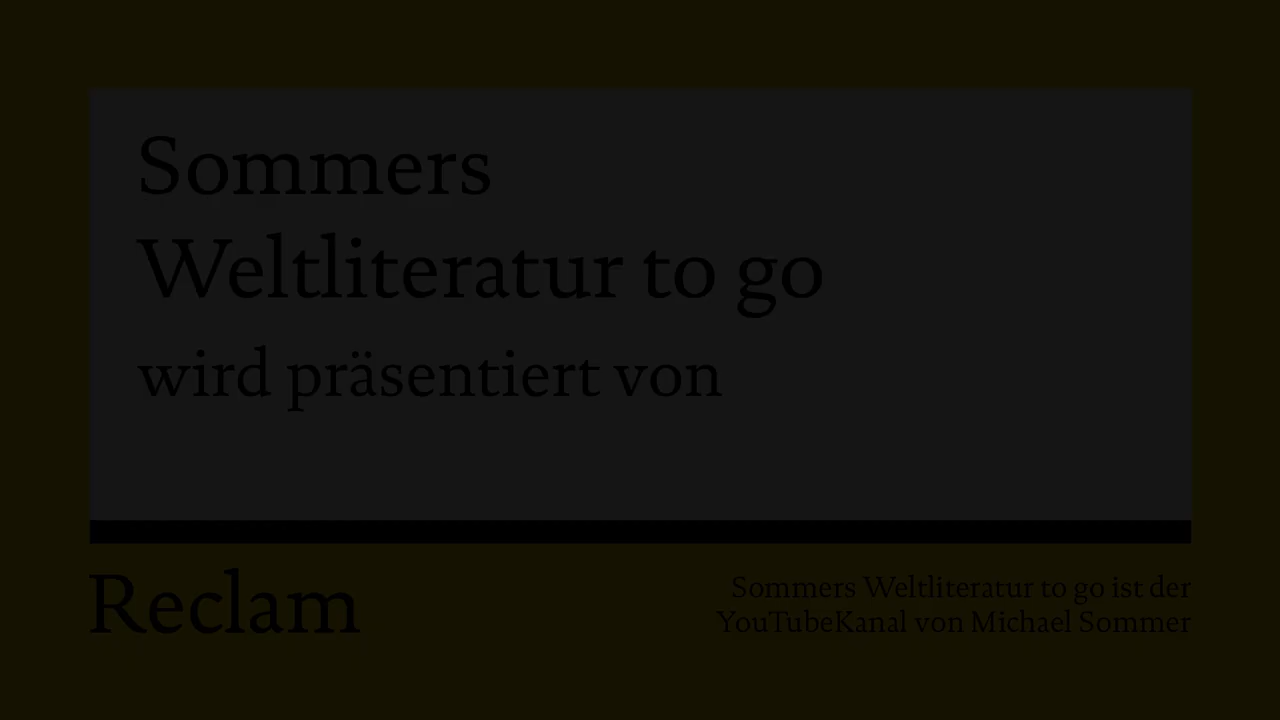 Sommers
Weltliteratur to go
wird präsentiert von
Reclam
Sommers Weltliteratur to go ist der
YouTubeKanal von Michael Sommer